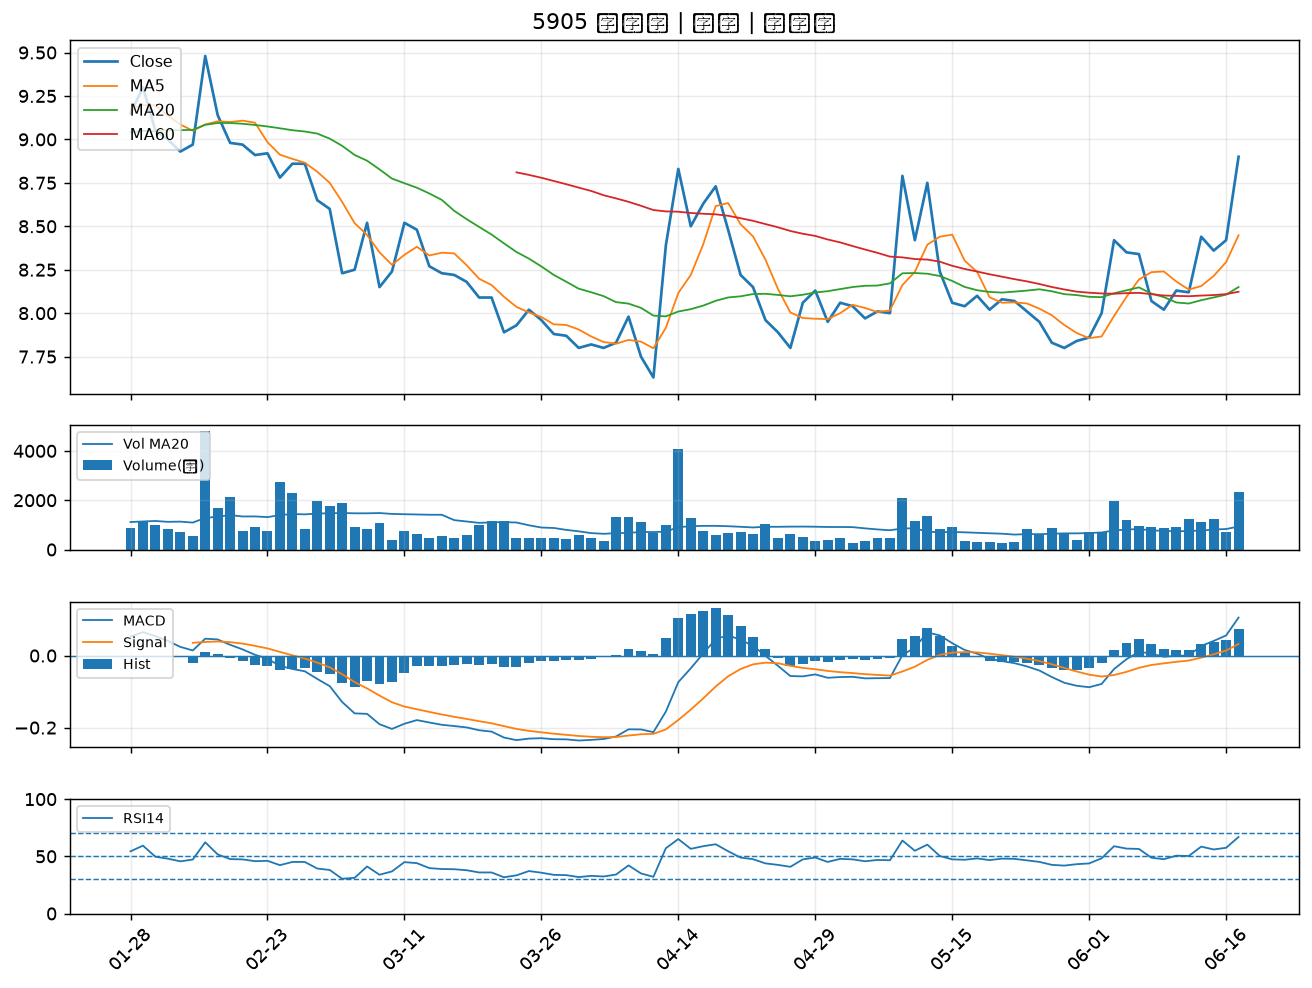 5905 | |
9.50
9.25
9.00
8.75
8.50
8.25
8.00
7.75
Close
MA5
MA20
MA60
4000
2000
0
Vol MA20
Volume( )
0.0
−0.2
MACD
Signal
Hist
100
50
0
RSI14
01-28 02-23 03-11 03-26 04-14 04-29 05-15 06-01 06-16